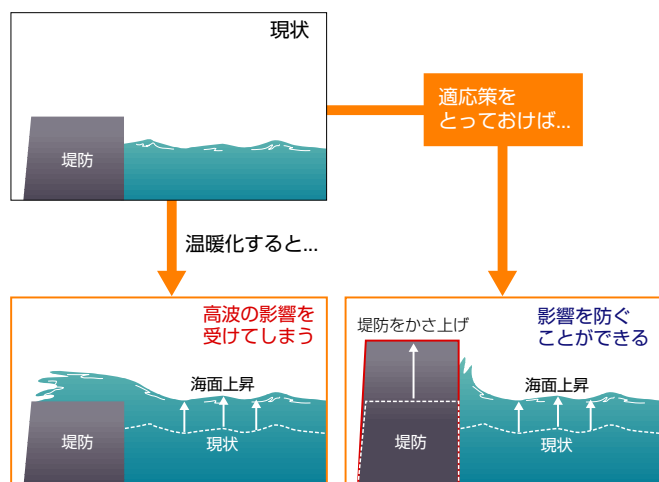 現状
堤防
適応策を
とっておけば...
温暖化すると...
高波の影響を
受けてしまう
海面上昇
現状
堤防
堤防をかさ上げ
影響を防ぐ
ことができる
海面上昇
現状
堤防